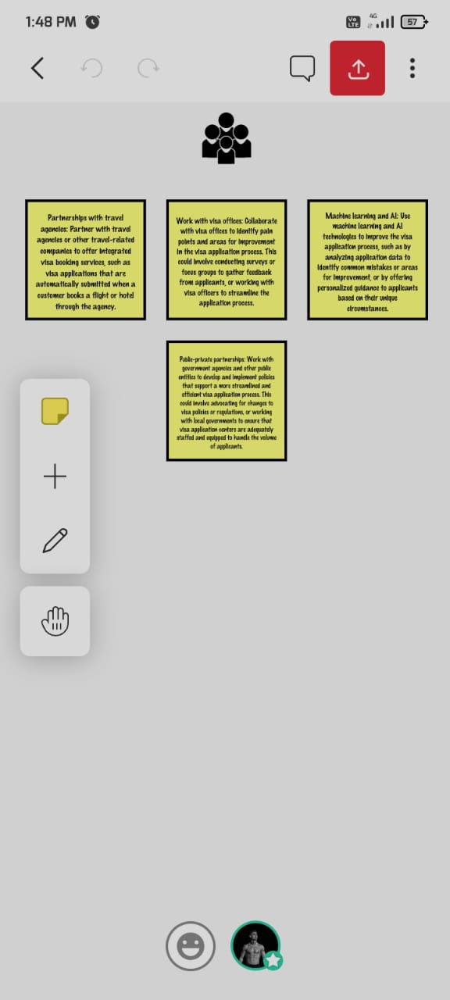 1:48 PM
Vo
LTE
4G
57
Partnerships with travel
agencies: Partner with travel
agencies or other travel-related
companies to offer integrated
visa booking services, such as
visa applications that are
automatically submitted when a
customer books a flight or hotel
through the agency.
Work with visa offices: Collaborate
with visa offices to identify pain
points and areas for improvement
in the visa application process. This
could involve conducting surveys or
focus groups to gather feedback
from applicants, or working with
visa officers to streamline the
application process.
Machine learning and AI: Use
machine learning and AI
technologies to improve the visa
application process, such as by
analyzing application data to
identify common mistakes or areas
for improvement, or by offering
personalized guidance to applicants
based on their unique
circumstances.
Public-private partnerships: Work with
government agencies and other public
entities to develop and implement policies
that support a more streamlined and
efficient visa application process. This
could involve advocating for changes to
visa policies or regulations, or working
with local governments to ensure that
visa application centers are adequately
staffed and equipped to handle the volume
of applicants.